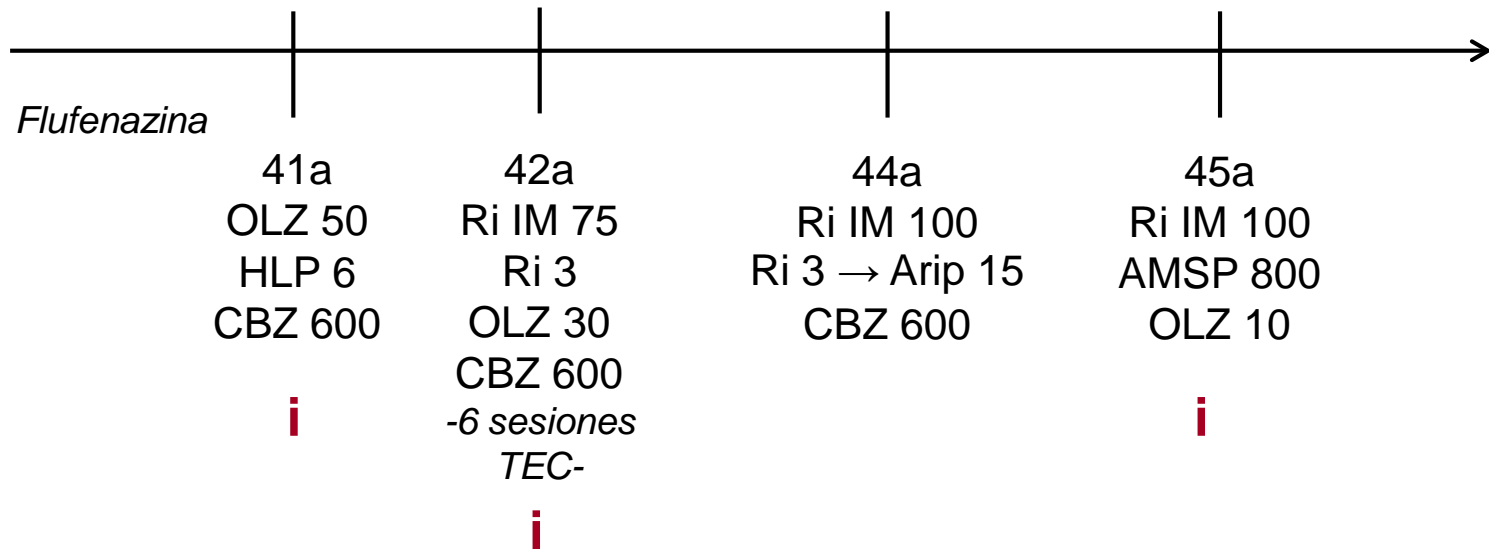 Flufenazina
41a
OLZ 50
HLP 6
CBZ 600
i
42a
Ri IM 75
Ri 3
OLZ 30
CBZ 600
-6 sesiones
TEC-
i
44a
Ri IM 100
Ri 3 → Arip 15
CBZ 600
45a
Ri IM 100
AMSP 800
OLZ 10
i